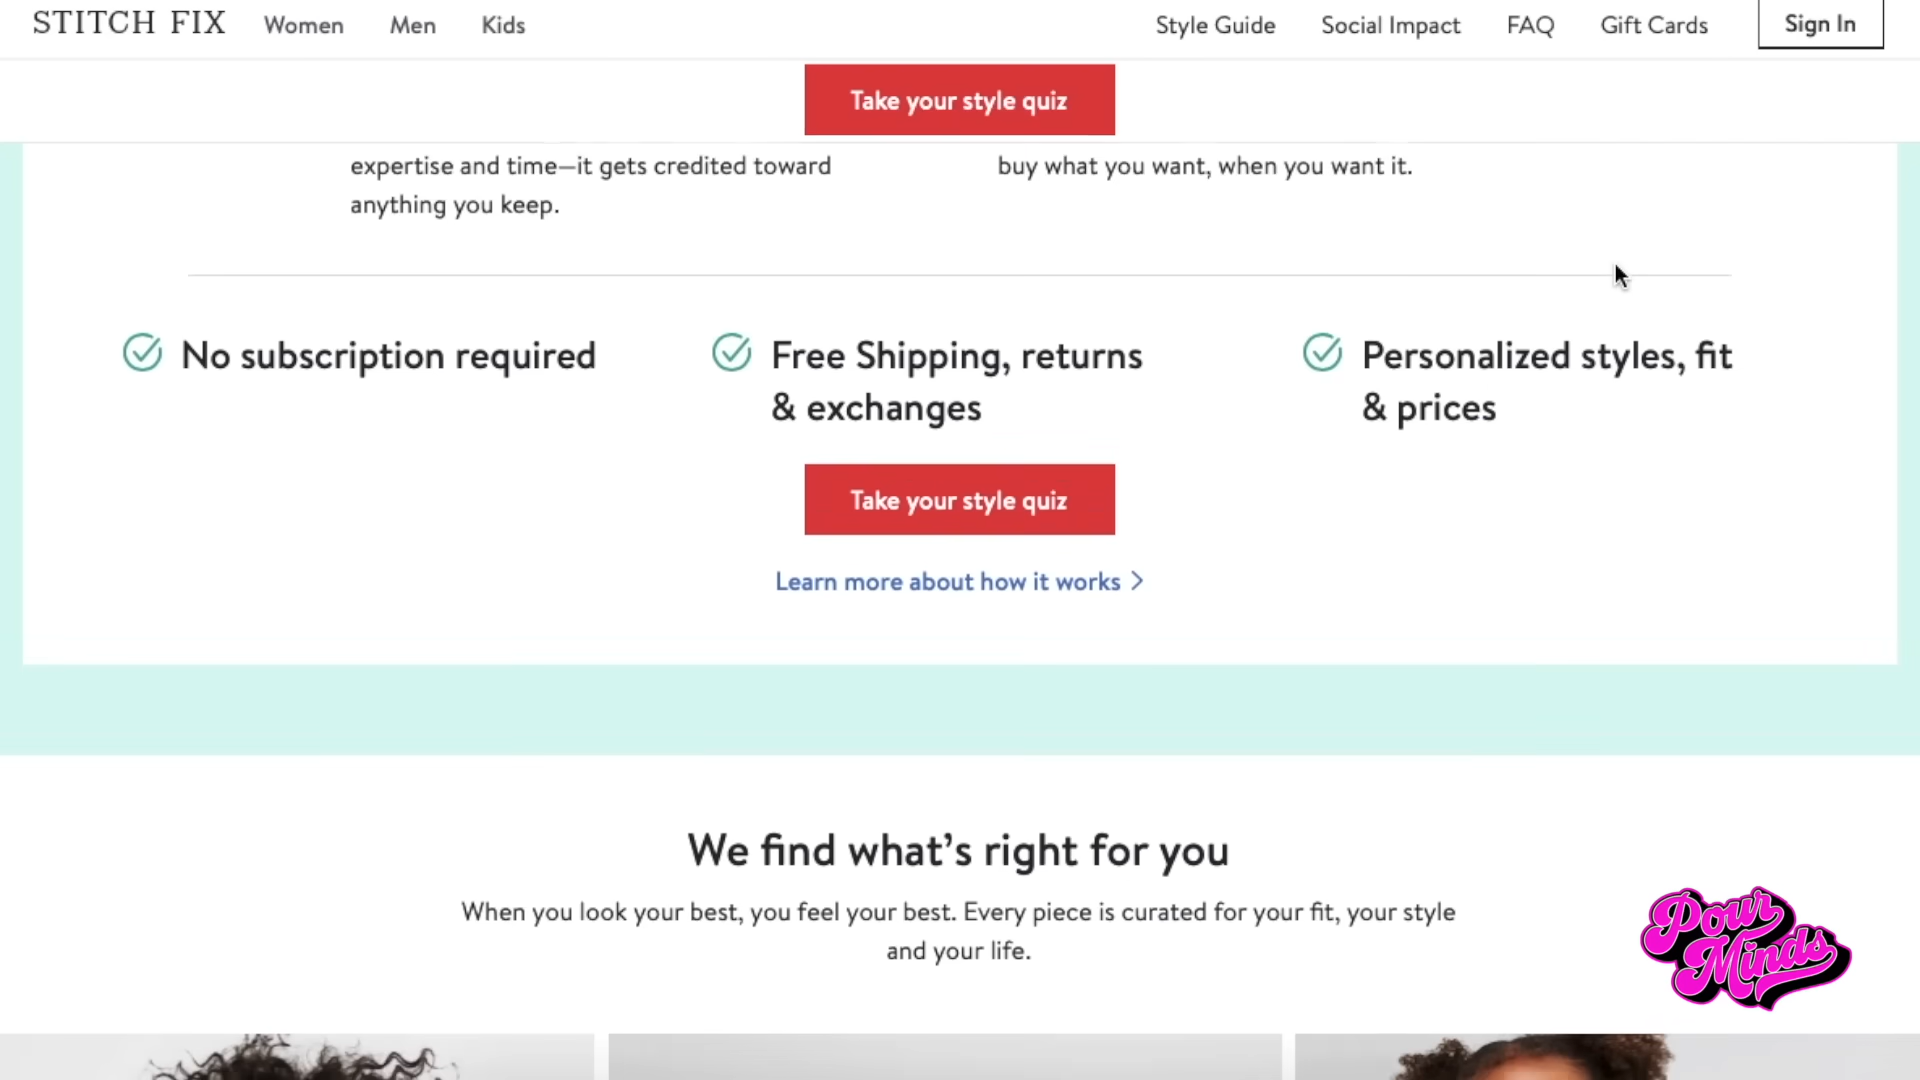 STITCH FIX Women Men Kids Style Guide Social Impact FAQ Gift Cards Sign In
Take your style quiz
expertise and time—it gets credited toward
anything you keep.
buy what you want, when you want it.
No subscription required
Free Shipping, returns
& exchanges
Personalized styles, fit
& prices
Take your style quiz
Learn more about how it works >
We find what’s right for you
When you look your best, you feel your best. Every piece is curated for your fit, your style
and your life.
Pour
Minds